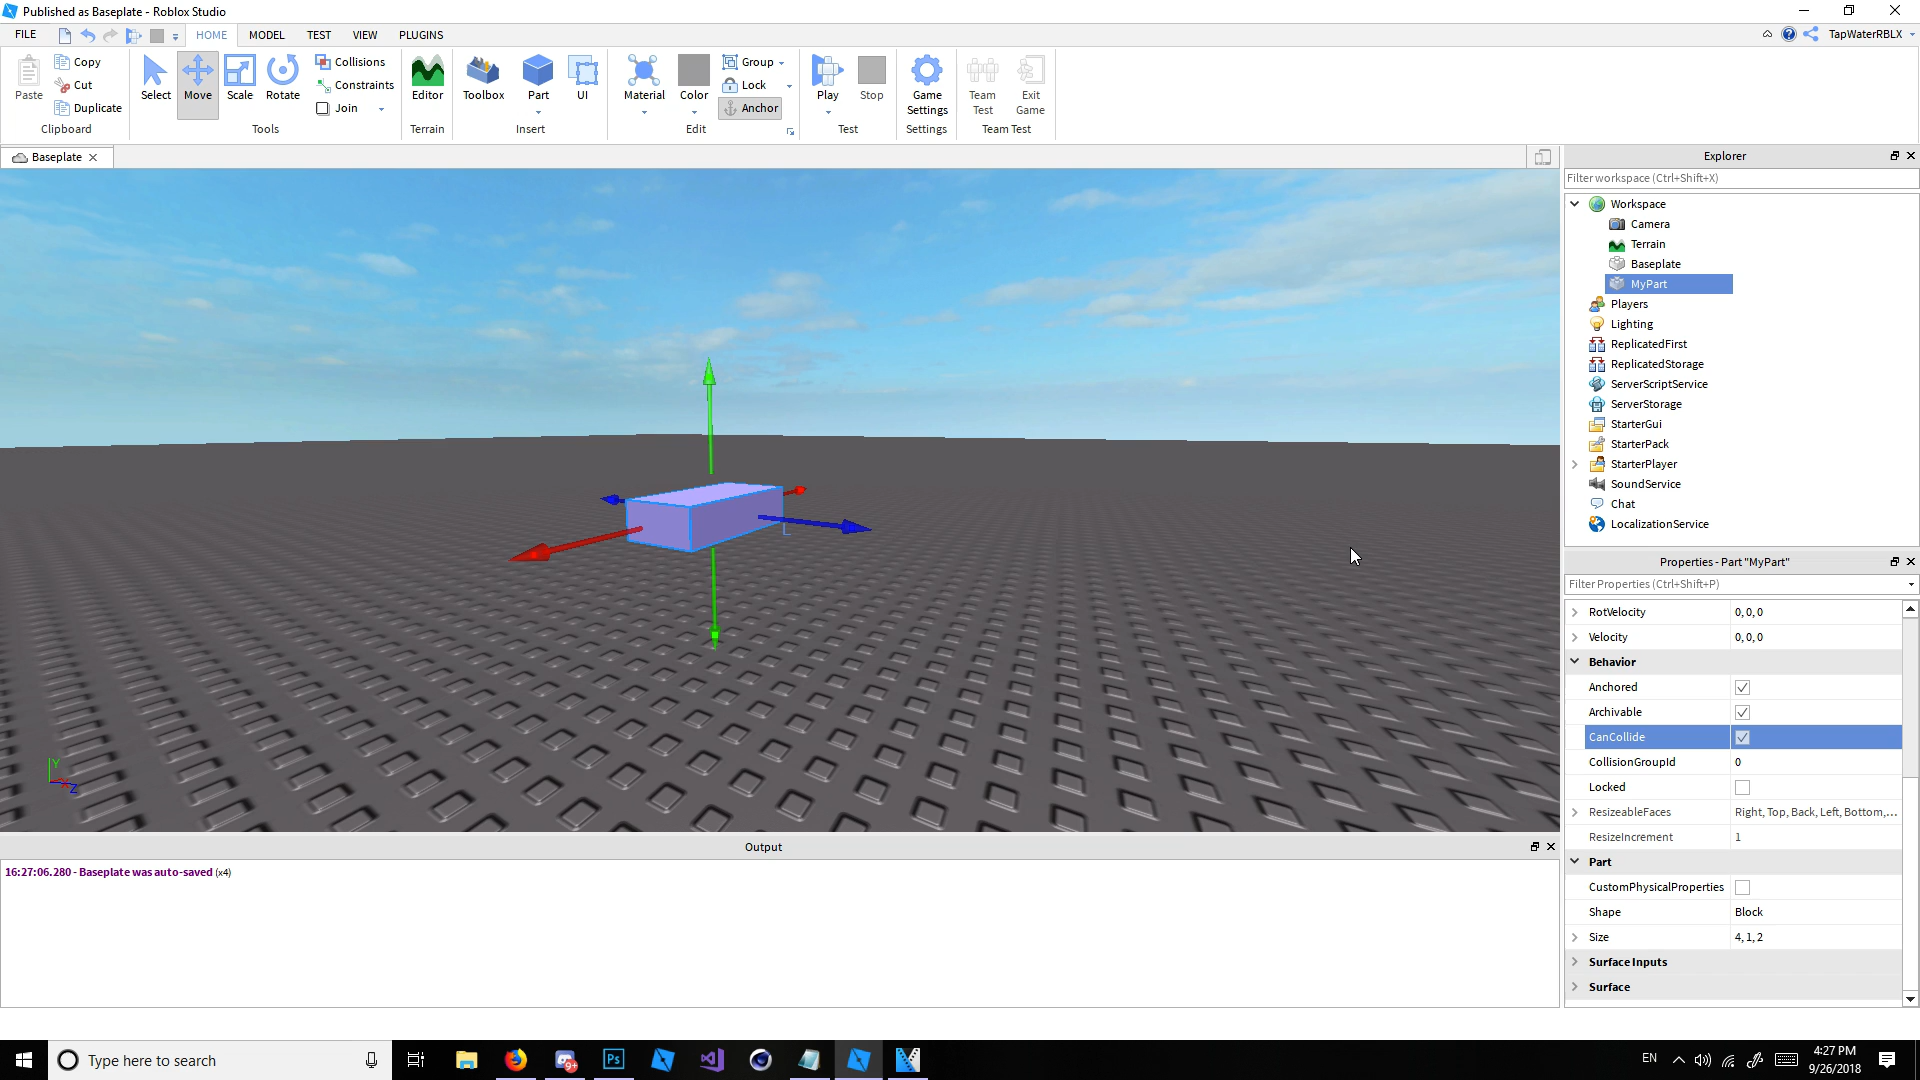 Published as Baseplate - Roblox Studio
FILE HOME MODEL TEST VIEW PLUGINS TapWaterRBLX
Paste Copy Cut Duplicate
Clipboard
Select Move Scale Rotate Collisions Constraints Join
Tools
Editor
Terrain
Toolbox Part UI
Insert
Material Color Group Lock Anchor
Edit
Play Stop
Test
Game Settings
Settings
Team Test Exit Game
Team Test
Baseplate
Explorer
Filter workspace (Ctrl+Shift+X)
Workspace
Camera
Terrain
Baseplate
MyPart
Players
Lighting
ReplicatedFirst
ReplicatedStorage
ServerScriptService
ServerStorage
StarterGui
StarterPack
StarterPlayer
SoundService
Chat
LocalizationService
Properties - Part "MyPart"
Filter Properties (Ctrl+Shift+P)
RotVelocity 0, 0, 0
Velocity 0, 0, 0
Behavior
Anchored
Archivable
CanCollide
CollisionGroupId 0
Locked
ResizeableFaces Right, Top, Back, Left, Bottom,...
ResizeIncrement 1
Part
CustomPhysicalProperties
Shape Block
Size 4, 1, 2
Surface Inputs
Surface
L
Y
Z
Output
16:27:06.280 - Baseplate was auto-saved (x4)
Type here to search
9+
Ps
EN
4:27 PM
9/26/2018